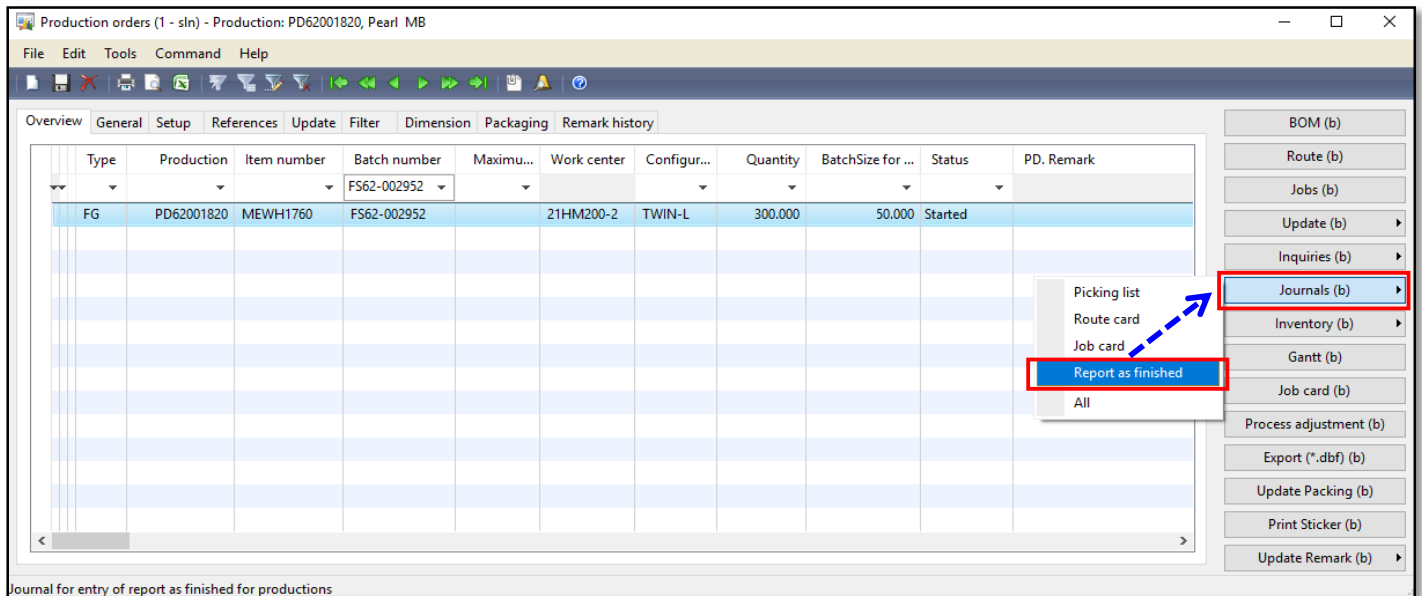 Production orders (1 - sln) - Production: PD62001820, Pearl MB
File Edit Tools Command Help
Overview General Setup References Update Filter Dimension Packaging Remark history
Type Production Item number Batch number Maximu... Work center Configur... Quantity BatchSize for ... Status PD. Remark
FS62-002952
FG PD62001820 MEWH1760 FS62-002952 21HM200-2 TWIN-L 300.000 50.000 Started
Picking list
Route card
Job card
Report as finished
All
BOM (b)
Route (b)
Jobs (b)
Update (b)
Inquiries (b)
Journals (b)
Inventory (b)
Gantt (b)
Job card (b)
Process adjustment (b)
Export (*.dbf) (b)
Update Packing (b)
Print Sticker (b)
Update Remark (b)
Journal for entry of report as finished for productions